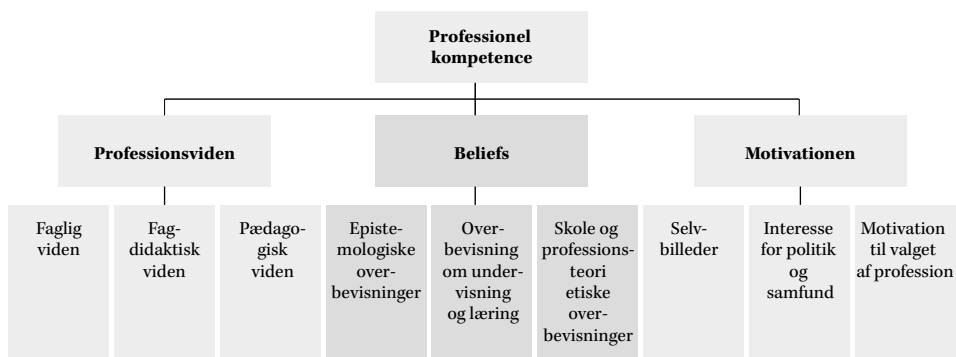 Professionel
kompetence
Professionsviden
Beliefs
Motivationen
Faglig
viden
Fag-
didaktisk
viden
Pædago-
gisk
viden
Episte-
mologiske
over-
bevisninger
Over-
bevisning
om under-
visning
og læring
Skole og
professions-
teori
etiske
over-
bevisninger
Selv-
billeder
Interesse
for politik
og
samfund
Motivation
til valget
af profession